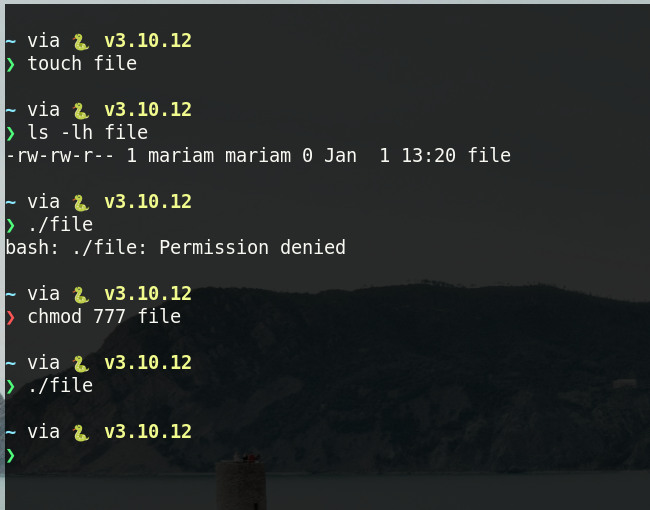 ~ via 🐍 v3.10.12
❯ touch file
~ via 🐍 v3.10.12
❯ ls -lh file
-rw-rw-r-- 1 mariam mariam 0 Jan  1 13:20 file
~ via 🐍 v3.10.12
❯ ./file
bash: ./file: Permission denied
~ via 🐍 v3.10.12
❯ chmod 777 file
~ via 🐍 v3.10.12
❯ ./file
~ via 🐍 v3.10.12
❯